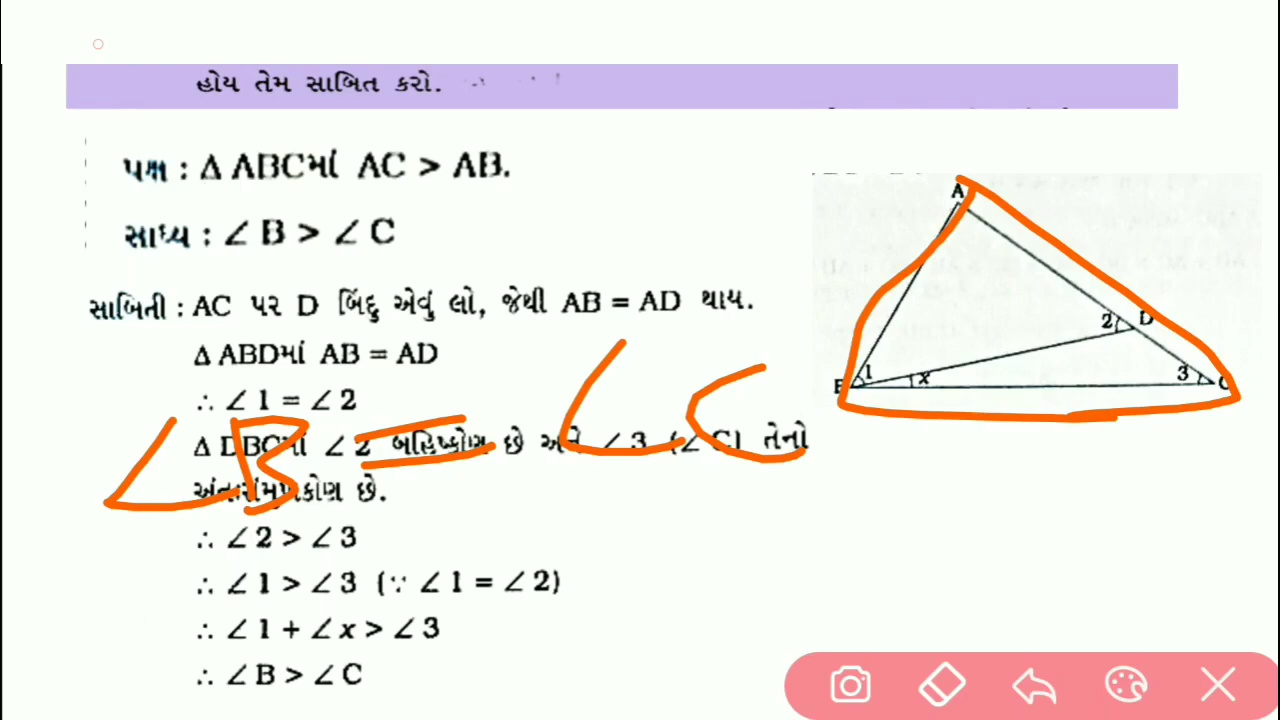 હોય તેમ સાબિત કરો.
પક્ષ : Δ ABCમાં AC > AB.
સાધ્ય : ∠ B > ∠ C
સાબિતી : AC પર D બિંદુ એવું લો, જેથી AB = AD થાય.
Δ ABDમાં AB = AD
∴ ∠ 1 = ∠ 2
Δ DBCમાં ∠ 2 બહિષ્કોણ છે અને ∠ 3 (∠ C) તેનો
અંતઃસંમુખકોણ છે.
∴ ∠ 2 > ∠ 3
∴ ∠ 1 > ∠ 3 (∵ ∠ 1 = ∠ 2)
∴ ∠ 1 + ∠ x > ∠ 3
∴ ∠ B > ∠ C
∠B = ∠C
A
2 D
B 1 x 3 C